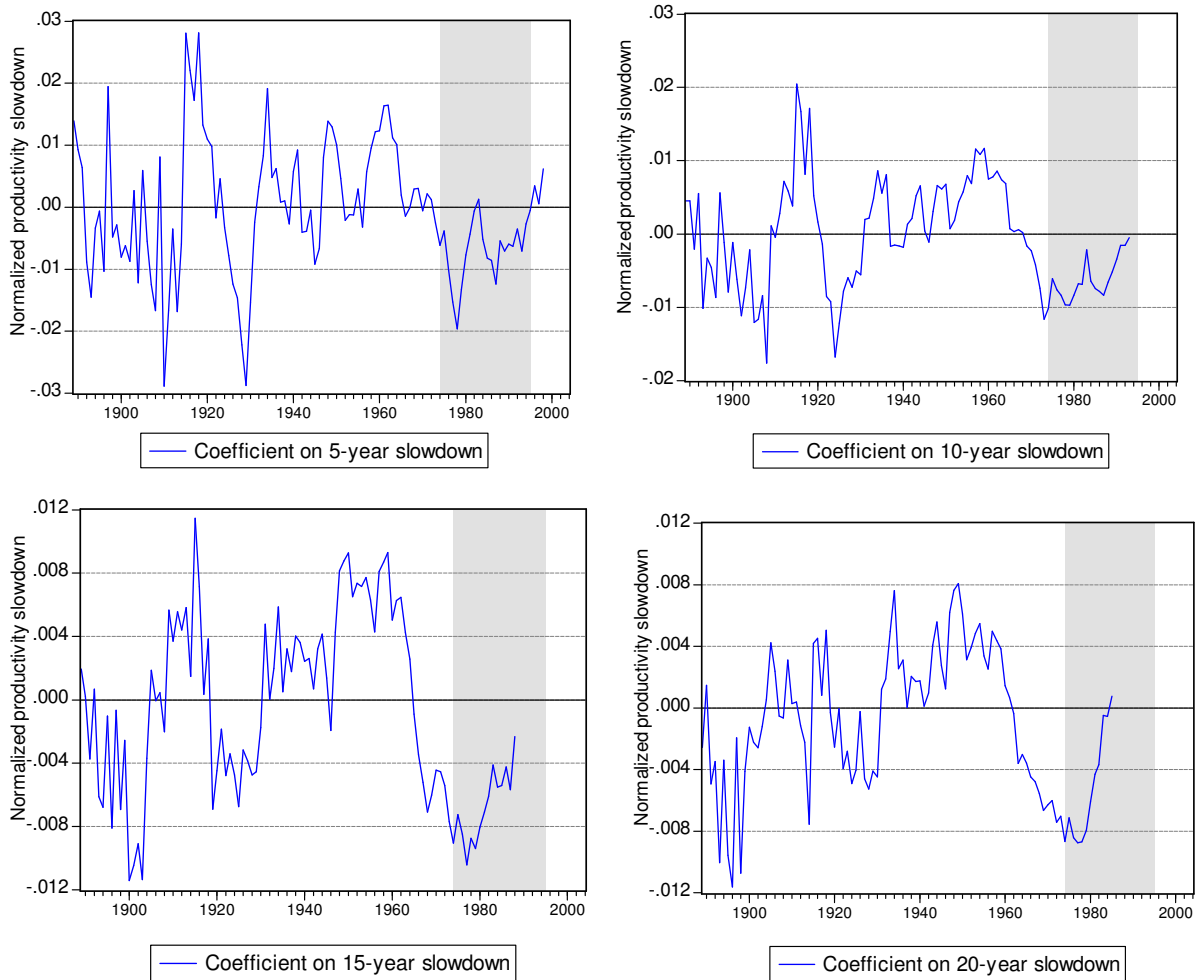 Normalized productivity slowdown
.03
.02
.01
.00
-.01
-.02
-.03
1900 1920 1940 1960 1980 2000
Coefficient on 5-year slowdown
Normalized productivity slowdown
.03
.02
.01
.00
-.01
-.02
1900 1920 1940 1960 1980 2000
Coefficient on 10-year slowdown
Normalized productivity slowdown
.012
.008
.004
.000
-.004
-.008
-.012
1900 1920 1940 1960 1980 2000
Coefficient on 15-year slowdown
Normalized productivity slowdown
.012
.008
.004
.000
-.004
-.008
-.012
1900 1920 1940 1960 1980 2000
Coefficient on 20-year slowdown